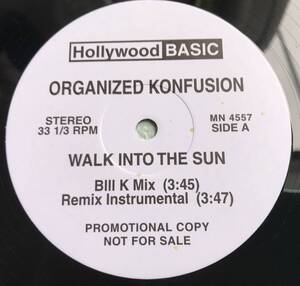 Hollywood BASIC
ORGANIZED KONFUSION
STEREO
33 1/3 RPM
MN 4557
SIDE A
WALK INTO THE SUN
Bill K Mix (3:45)
Remix Instrumental (3:47)
PROMOTIONAL COPY
NOT FOR SALE